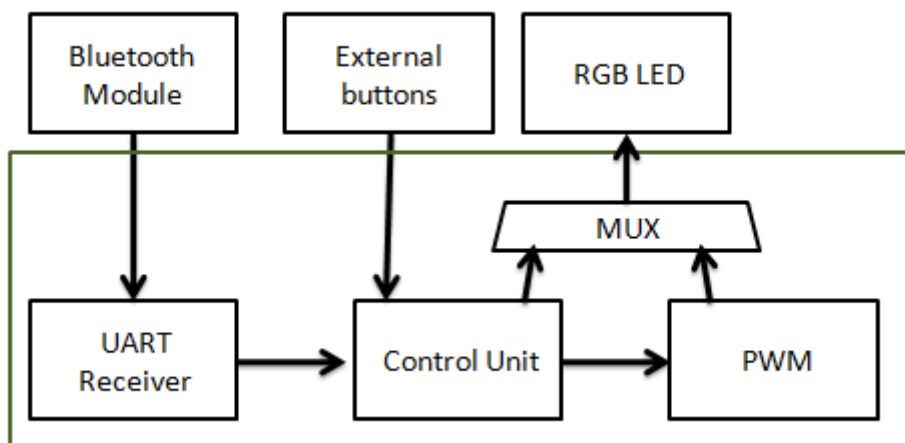 Bluetooth
Module
External
buttons
RGB LED
MUX
UART
Receiver
Control Unit
PWM